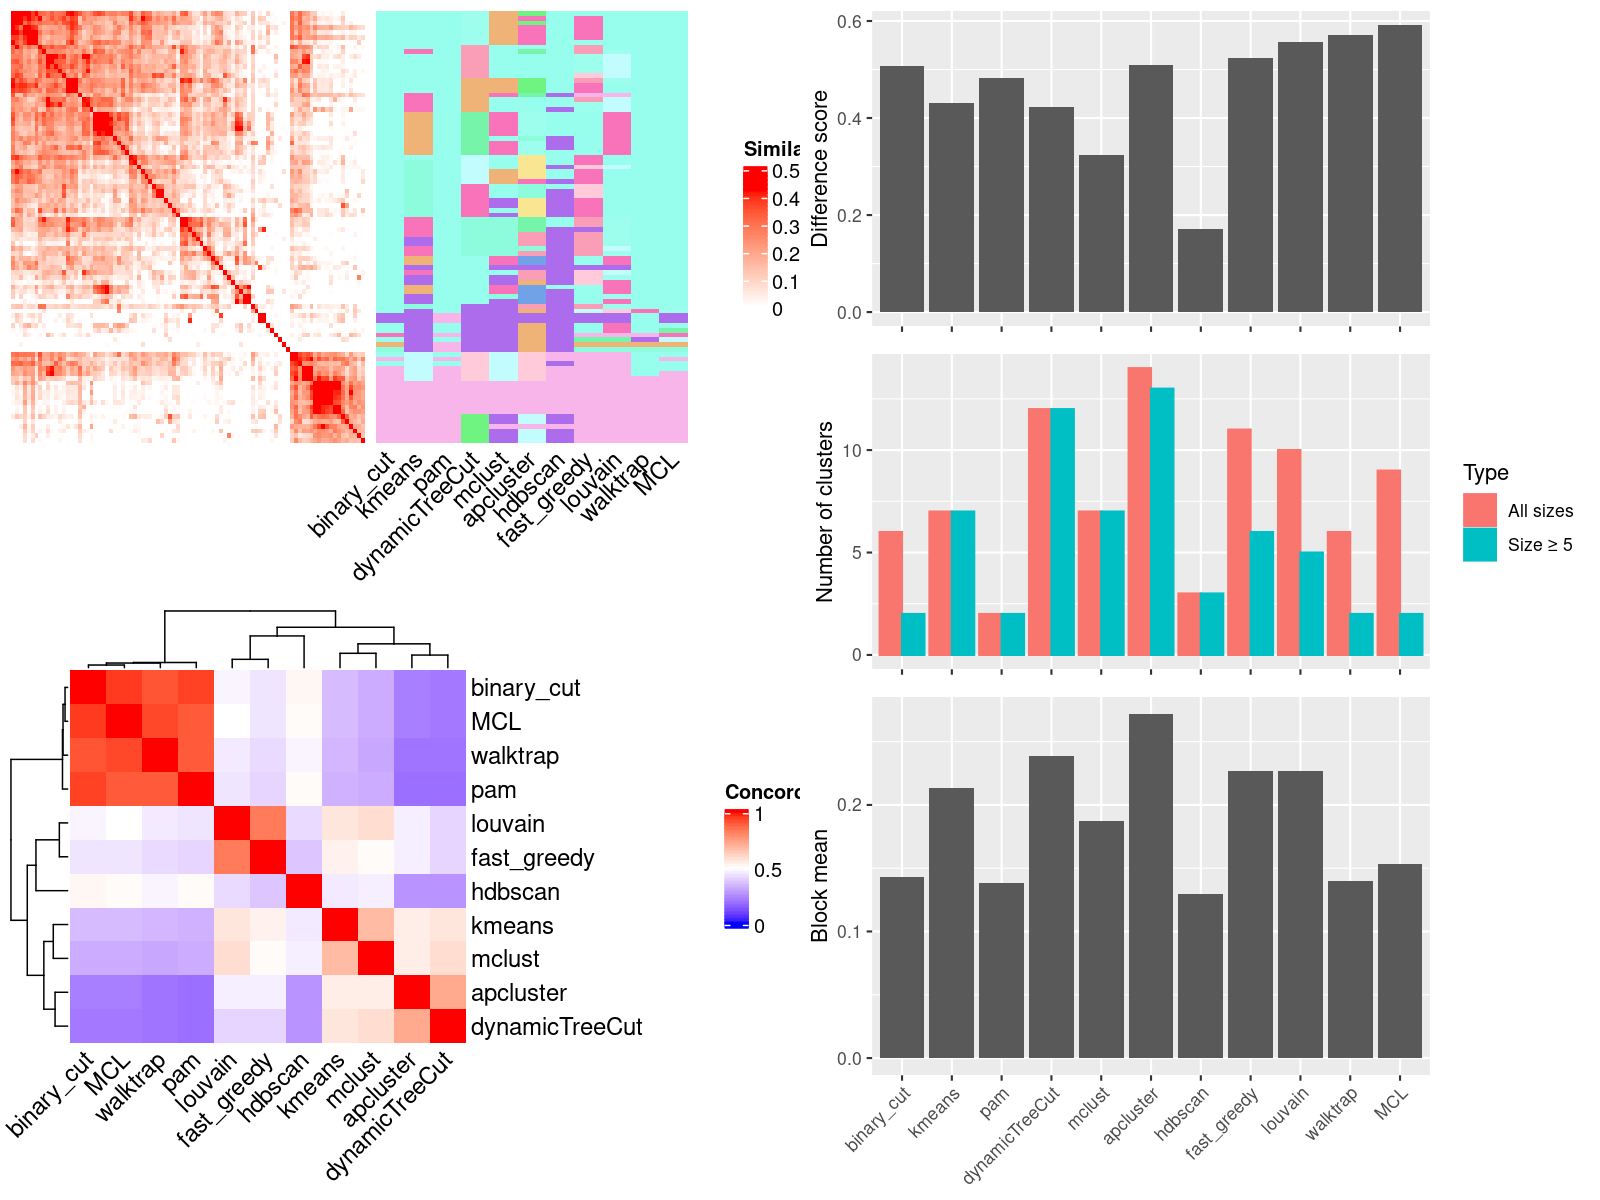 Simila
0.5
0.4
0.3
0.2
0.1
0
binary_cut
kmeans
pam
dynamicTreeCut
mclust
apcluster
hdbscan
fast_greedy
louvain
walktrap
MCL
binary_cut
MCL
walktrap
pam
louvain
fast_greedy
hdbscan
kmeans
mclust
apcluster
dynamicTreeCut
Concord
1
0.5
0
binary_cut
MCL
walktrap
pam
louvain
fast_greedy
hdbscan
kmeans
mclust
apcluster
dynamicTreeCut
Difference score
0.6
0.4
0.2
0.0
Number of clusters
10
5
0
Type
All sizes
Size ≥ 5
Block mean
0.2
0.1
0.0
binary_cut
kmeans
pam
dynamicTreeCut
mclust
apcluster
hdbscan
fast_greedy
louvain
walktrap
MCL